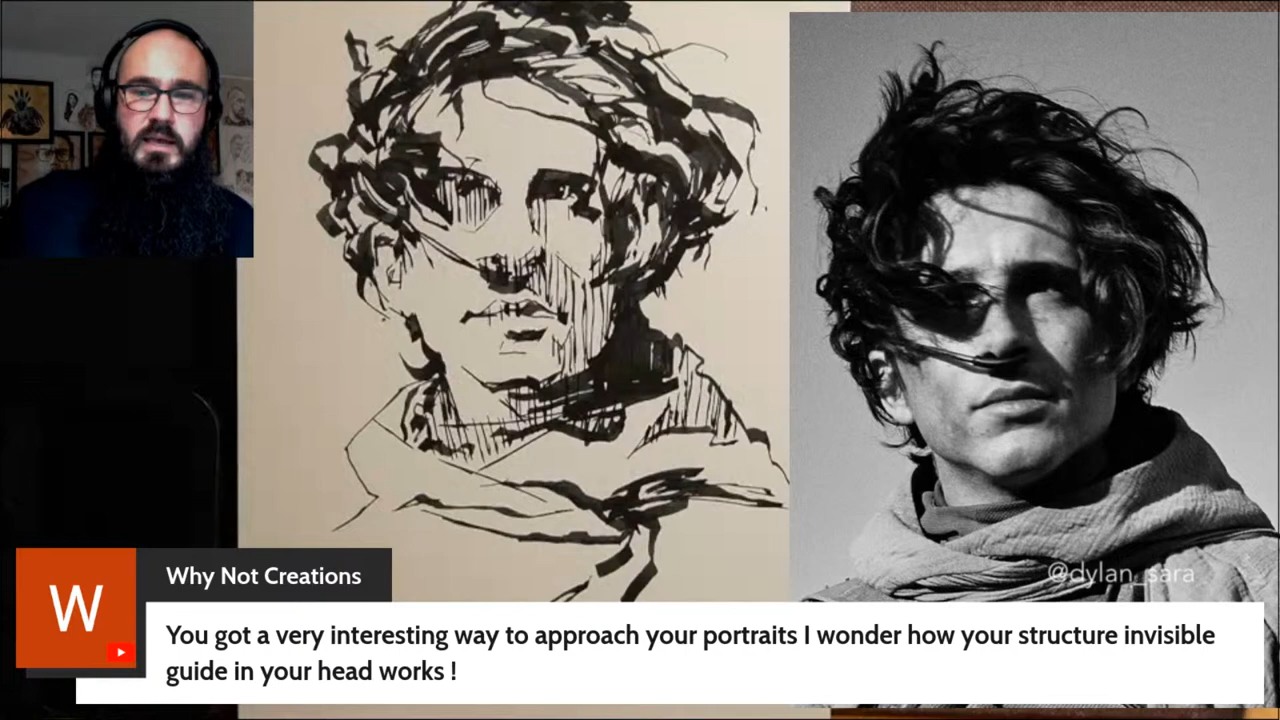 @dylan_sara
W
Why Not Creations
You got a very interesting way to approach your portraits I wonder how your structure invisible
guide in your head works !